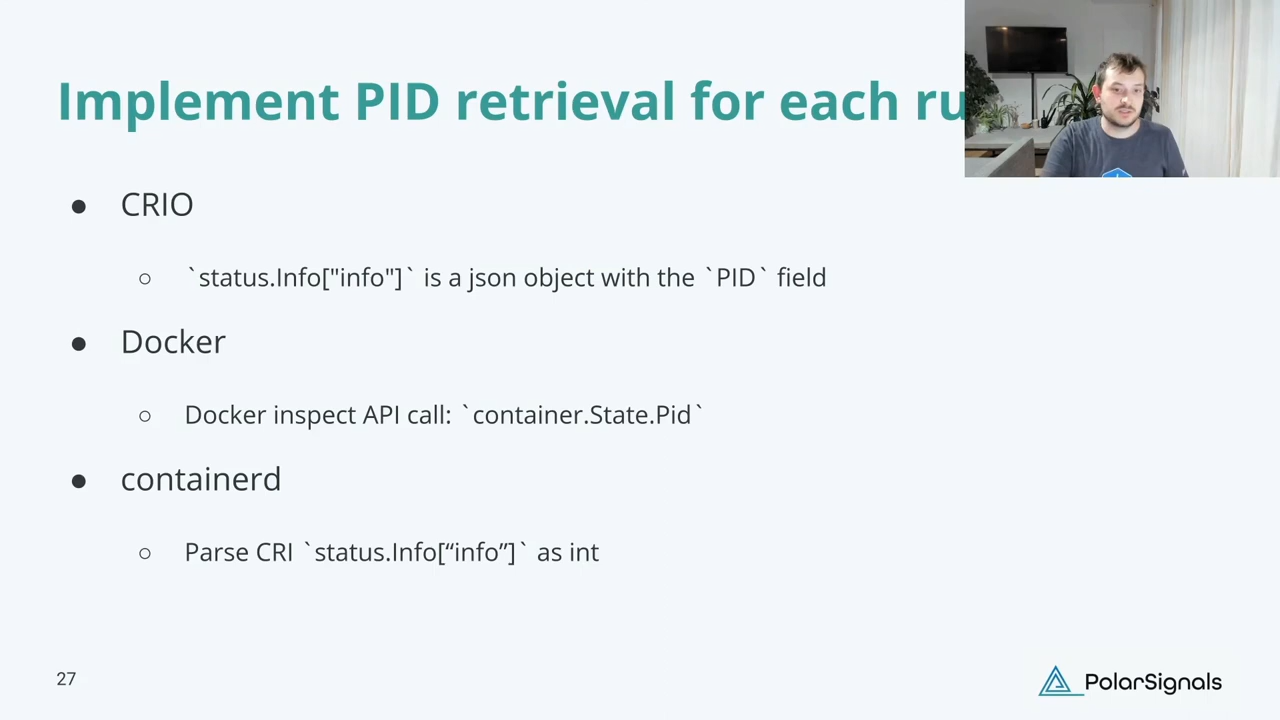 Implement PID retrieval for each ru
● CRIO
○ `status.Info["info"]` is a json object with the `PID` field
● Docker
○ Docker inspect API call: `container.State.Pid`
● containerd
○ Parse CRI `status.Info[“info”]` as int
27
PolarSignals